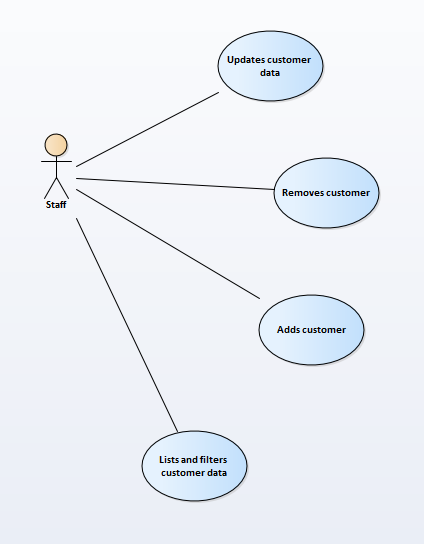 Updates customer
data
Removes customer
Staff
Adds customer
Lists and filters
customer data